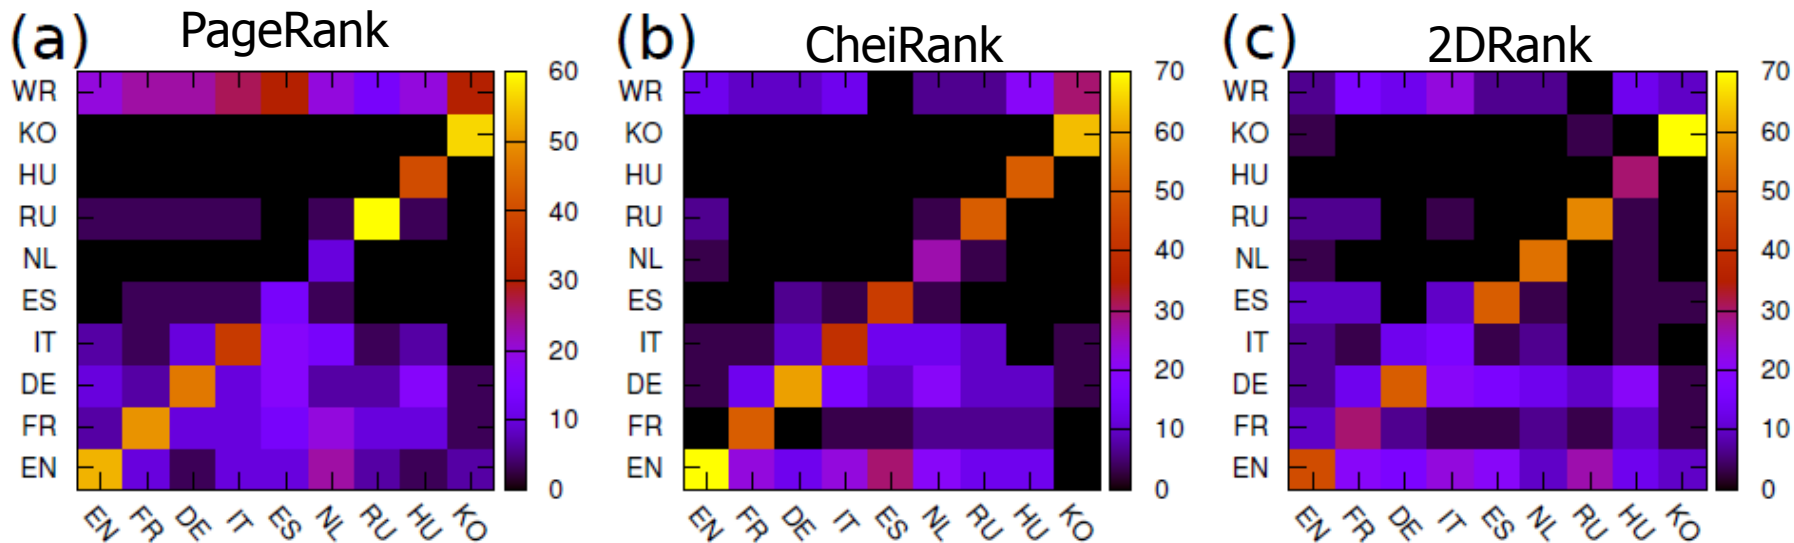 (a) PageRank
WR
KO
HU
RU
NL
ES
IT
DE
FR
EN
EN FR DE IT ES NL RU HU KO
60
50
40
30
20
10
0
(b) CheiRank
WR
KO
HU
RU
NL
ES
IT
DE
FR
EN
EN FR DE IT ES NL RU HU KO
70
60
50
40
30
20
10
0
(c) 2DRank
WR
KO
HU
RU
NL
ES
IT
DE
FR
EN
EN FR DE IT ES NL RU HU KO
70
60
50
40
30
20
10
0